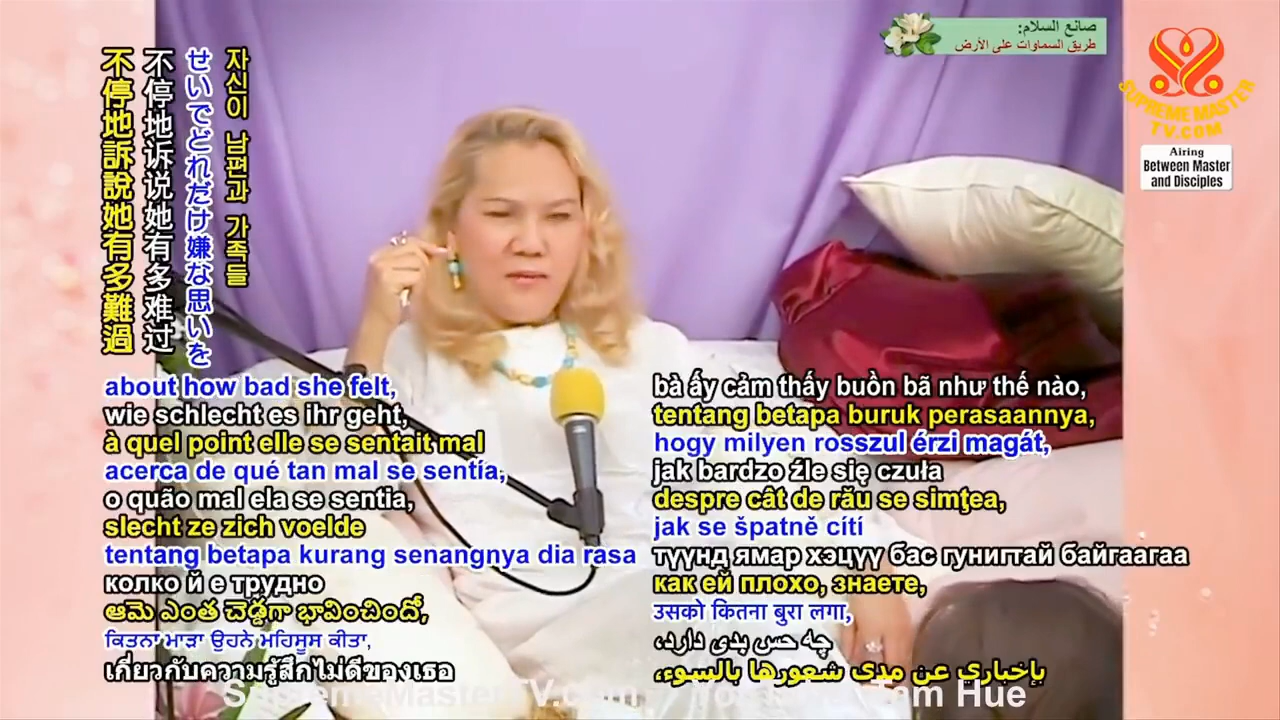 صانع السلام:
طريق السماوات على الأرض
SUPREME MASTER
TV.COM
Airing
Between Master
and Disciples
자신이 남편과 가족들
せいでどれだけ嫌な思いを
不停地诉说她有多难过
不停地訴說她有多難過
about how bad she felt,
wie schlecht es ihr geht,
à quel point elle se sentait mal
acerca de qué tan mal se sentía,
o quão mal ela se sentia,
slecht ze zich voelde
tentang betapa kurang senangnya dia rasa
колко й е трудно
ఆమె ఎంత చెడ్డగా భావించిందో,
ਕਿਤਨਾ ਮਾੜਾ ਉਹਨੇ ਮਹਿਸੂਸ ਕੀਤਾ,
เกี่ยวกับความรู้สึกไม่ดีของเธอ
bà ấy cảm thấy buồn bã như thế nào,
tentang betapa buruk perasaannya,
hogy milyen rosszul érzi magát,
jak bardzo źle się czuła
despre cât de rău se simţea,
jak se špatně cítí
түүнд ямар хэцүү бас гунигтай байгаагаа
как ей плохо, знаете,
उसको कितना बुरा लगा,
چه حس بدی دارد،
بإخباري عن مدى شعورها بالسوء،
SupremeMasterTV.com
Tam Hue